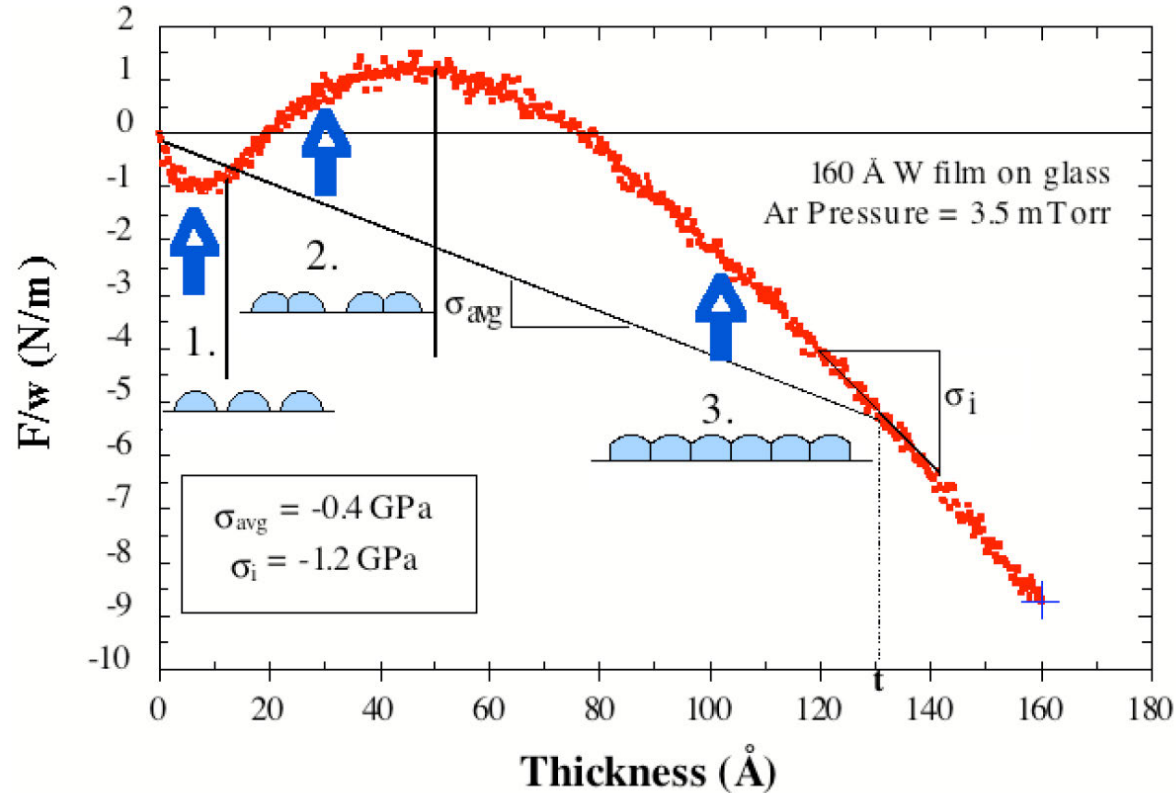 F/w (N/m)
2
1
0
-1
-2
-3
-4
-5
-6
-7
-8
-9
-10
160 Å W film on glass
Ar Pressure = 3.5 mTorr
2.
σavg
1.
σi
3.
σavg = -0.4 GPa
σi = -1.2 GPa
t
0 20 40 60 80 100 120 140 160 180
Thickness (Å)